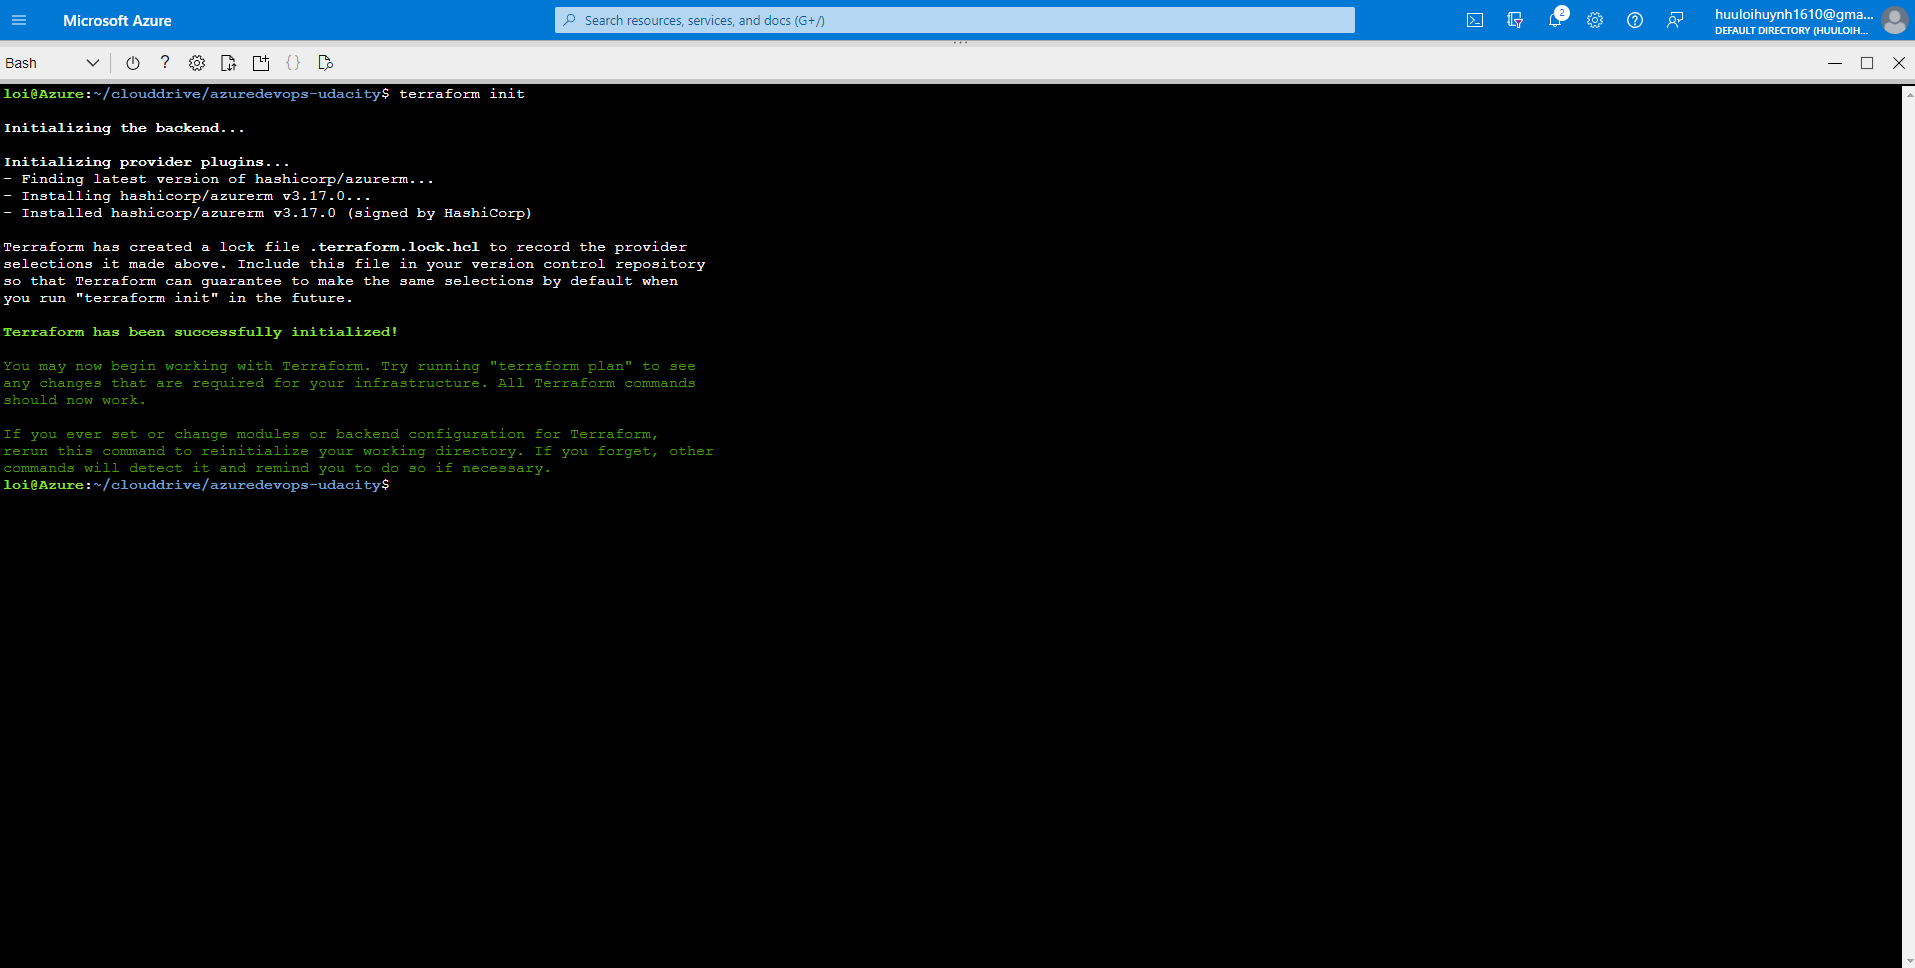 Microsoft Azure
Search resources, services, and docs (G+/)
2
huuloihuynh1610@gma...
DEFAULT DIRECTORY (HUULOIH...
Bash
loi@Azure:~/clouddrive/azuredevops-udacity$ terraform init
Initializing the backend...
Initializing provider plugins...
- Finding latest version of hashicorp/azurerm...
- Installing hashicorp/azurerm v3.17.0...
- Installed hashicorp/azurerm v3.17.0 (signed by HashiCorp)
Terraform has created a lock file .terraform.lock.hcl to record the provider
selections it made above. Include this file in your version control repository
so that Terraform can guarantee to make the same selections by default when
you run "terraform init" in the future.
Terraform has been successfully initialized!
You may now begin working with Terraform. Try running "terraform plan" to see
any changes that are required for your infrastructure. All Terraform commands
should now work.
If you ever set or change modules or backend configuration for Terraform,
rerun this command to reinitialize your working directory. If you forget, other
commands will detect it and remind you to do so if necessary.
loi@Azure:~/clouddrive/azuredevops-udacity$